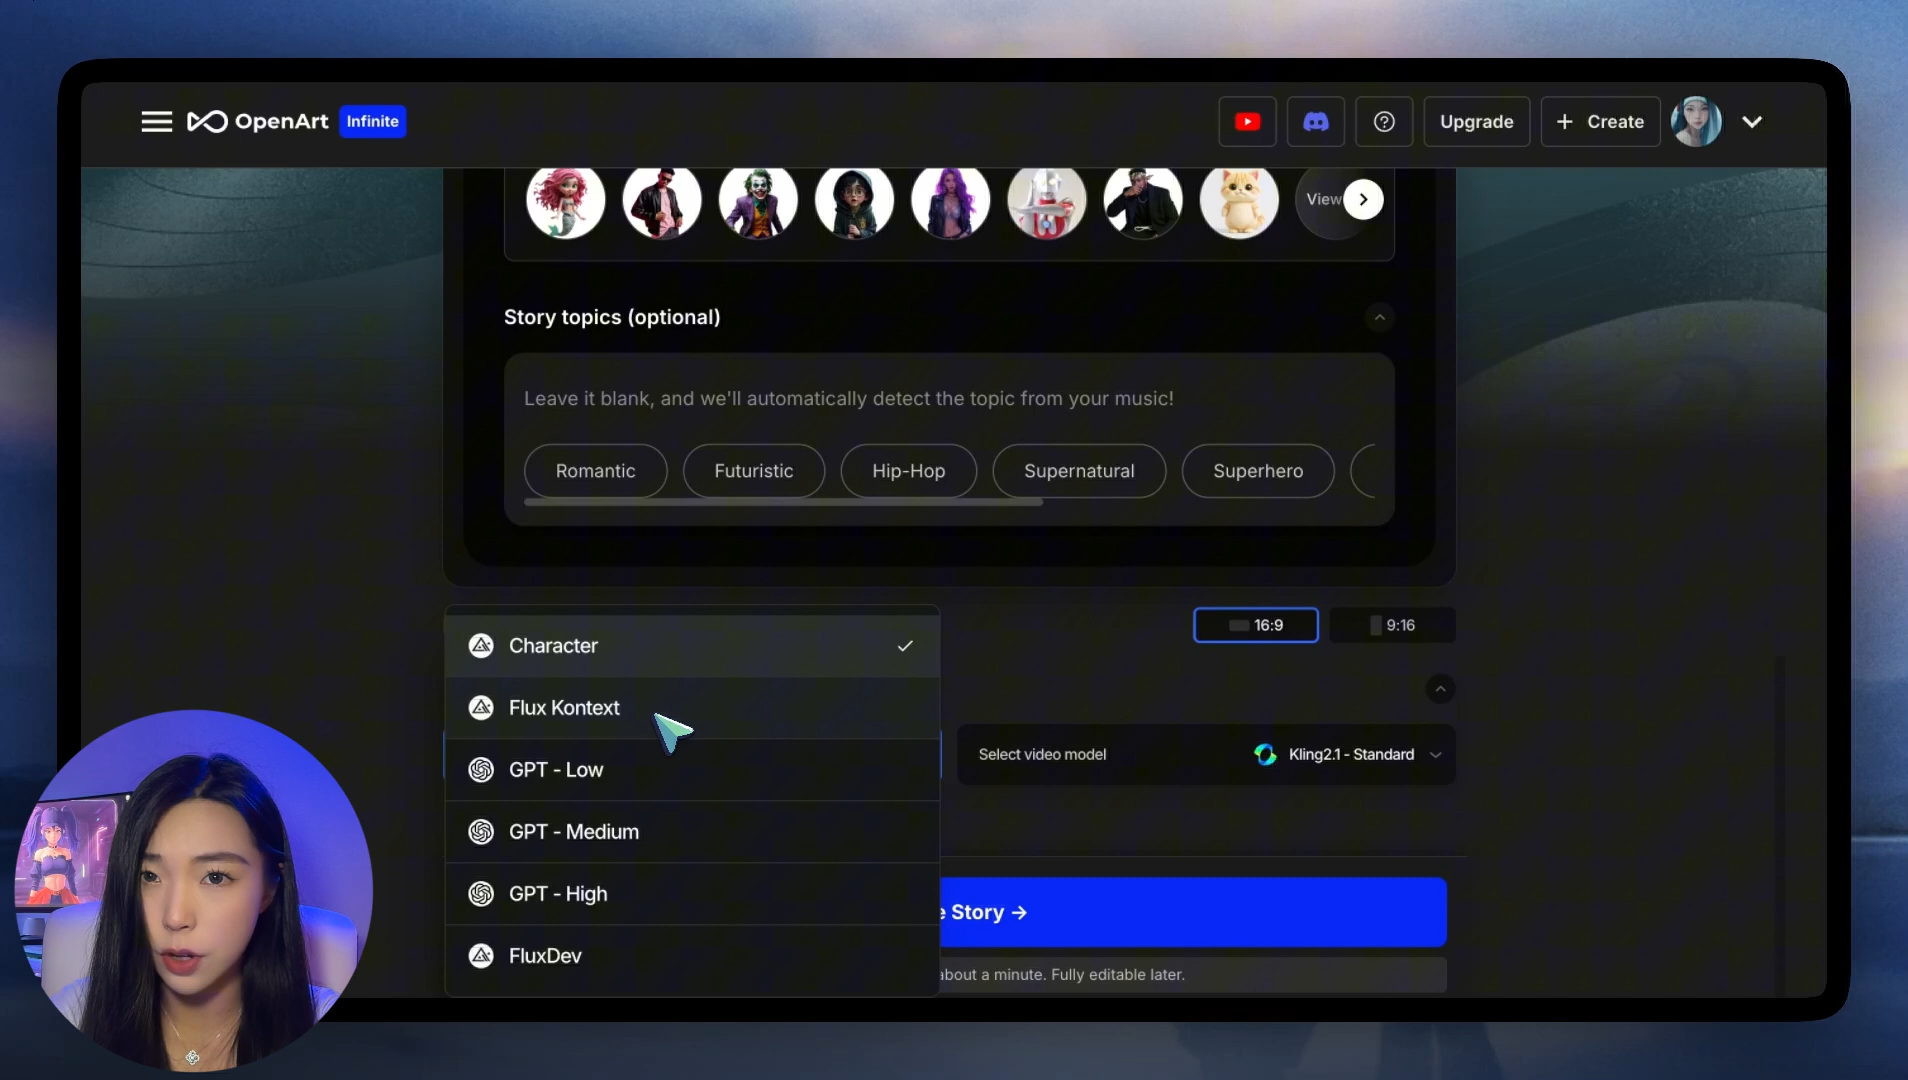 OpenArt Infinite
Upgrade
+ Create
View
Story topics (optional)
Leave it blank, and we'll automatically detect the topic from your music!
Romantic
Futuristic
Hip-Hop
Supernatural
Superhero
16:9
9:16
Character
Flux Kontext
GPT - Low
GPT - Medium
GPT - High
FluxDev
Select video model
Kling2.1 - Standard
e Story →
about a minute. Fully editable later.